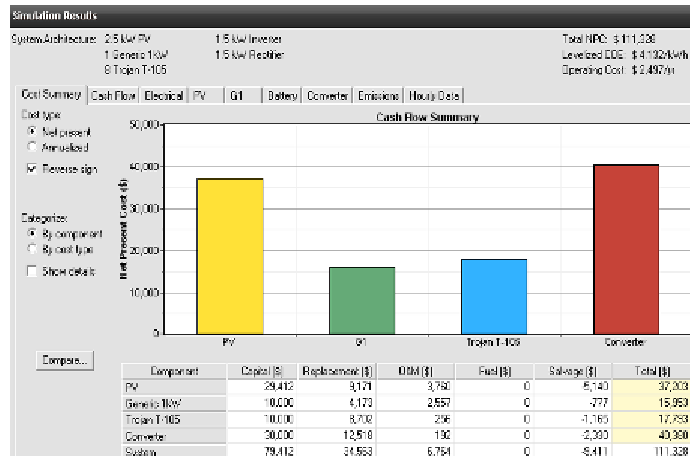 Simulation Results
System Architecture: 2.5 kW PV 1.5 kW Inverter Total NPC: $ 111,328
1 Generic 1kW 1.5 kW Rectifier Levelized COE: $ 4.132/kWh
8 Trojan T-105 Operating Cost: $ 2,497/yr
Cost Summary Cash Flow Electrical PV G1 Battery Converter Emissions Hourly Data
Cost type:
Net present
Annualized
Reverse sign
Categorize:
By component
By cost type
Show details
Compare...
Cash Flow Summary
Net Present Cost ($)
50,000
40,000
30,000
20,000
10,000
0
PV G1 Trojan T-105 Converter
Component Capital ($) Replacement ($) O&M ($) Fuel ($) Salvage ($) Total ($)
PV 29,412 9,171 3,760 0 -5,140 37,203
Generic 1kW 10,000 4,173 2,557 0 -777 15,953
Trojan T-105 10,000 8,702 256 0 -1,165 17,793
Converter 30,000 12,518 192 0 -2,330 40,380
System 79,412 34,563 6,764 0 -9,411 111,328